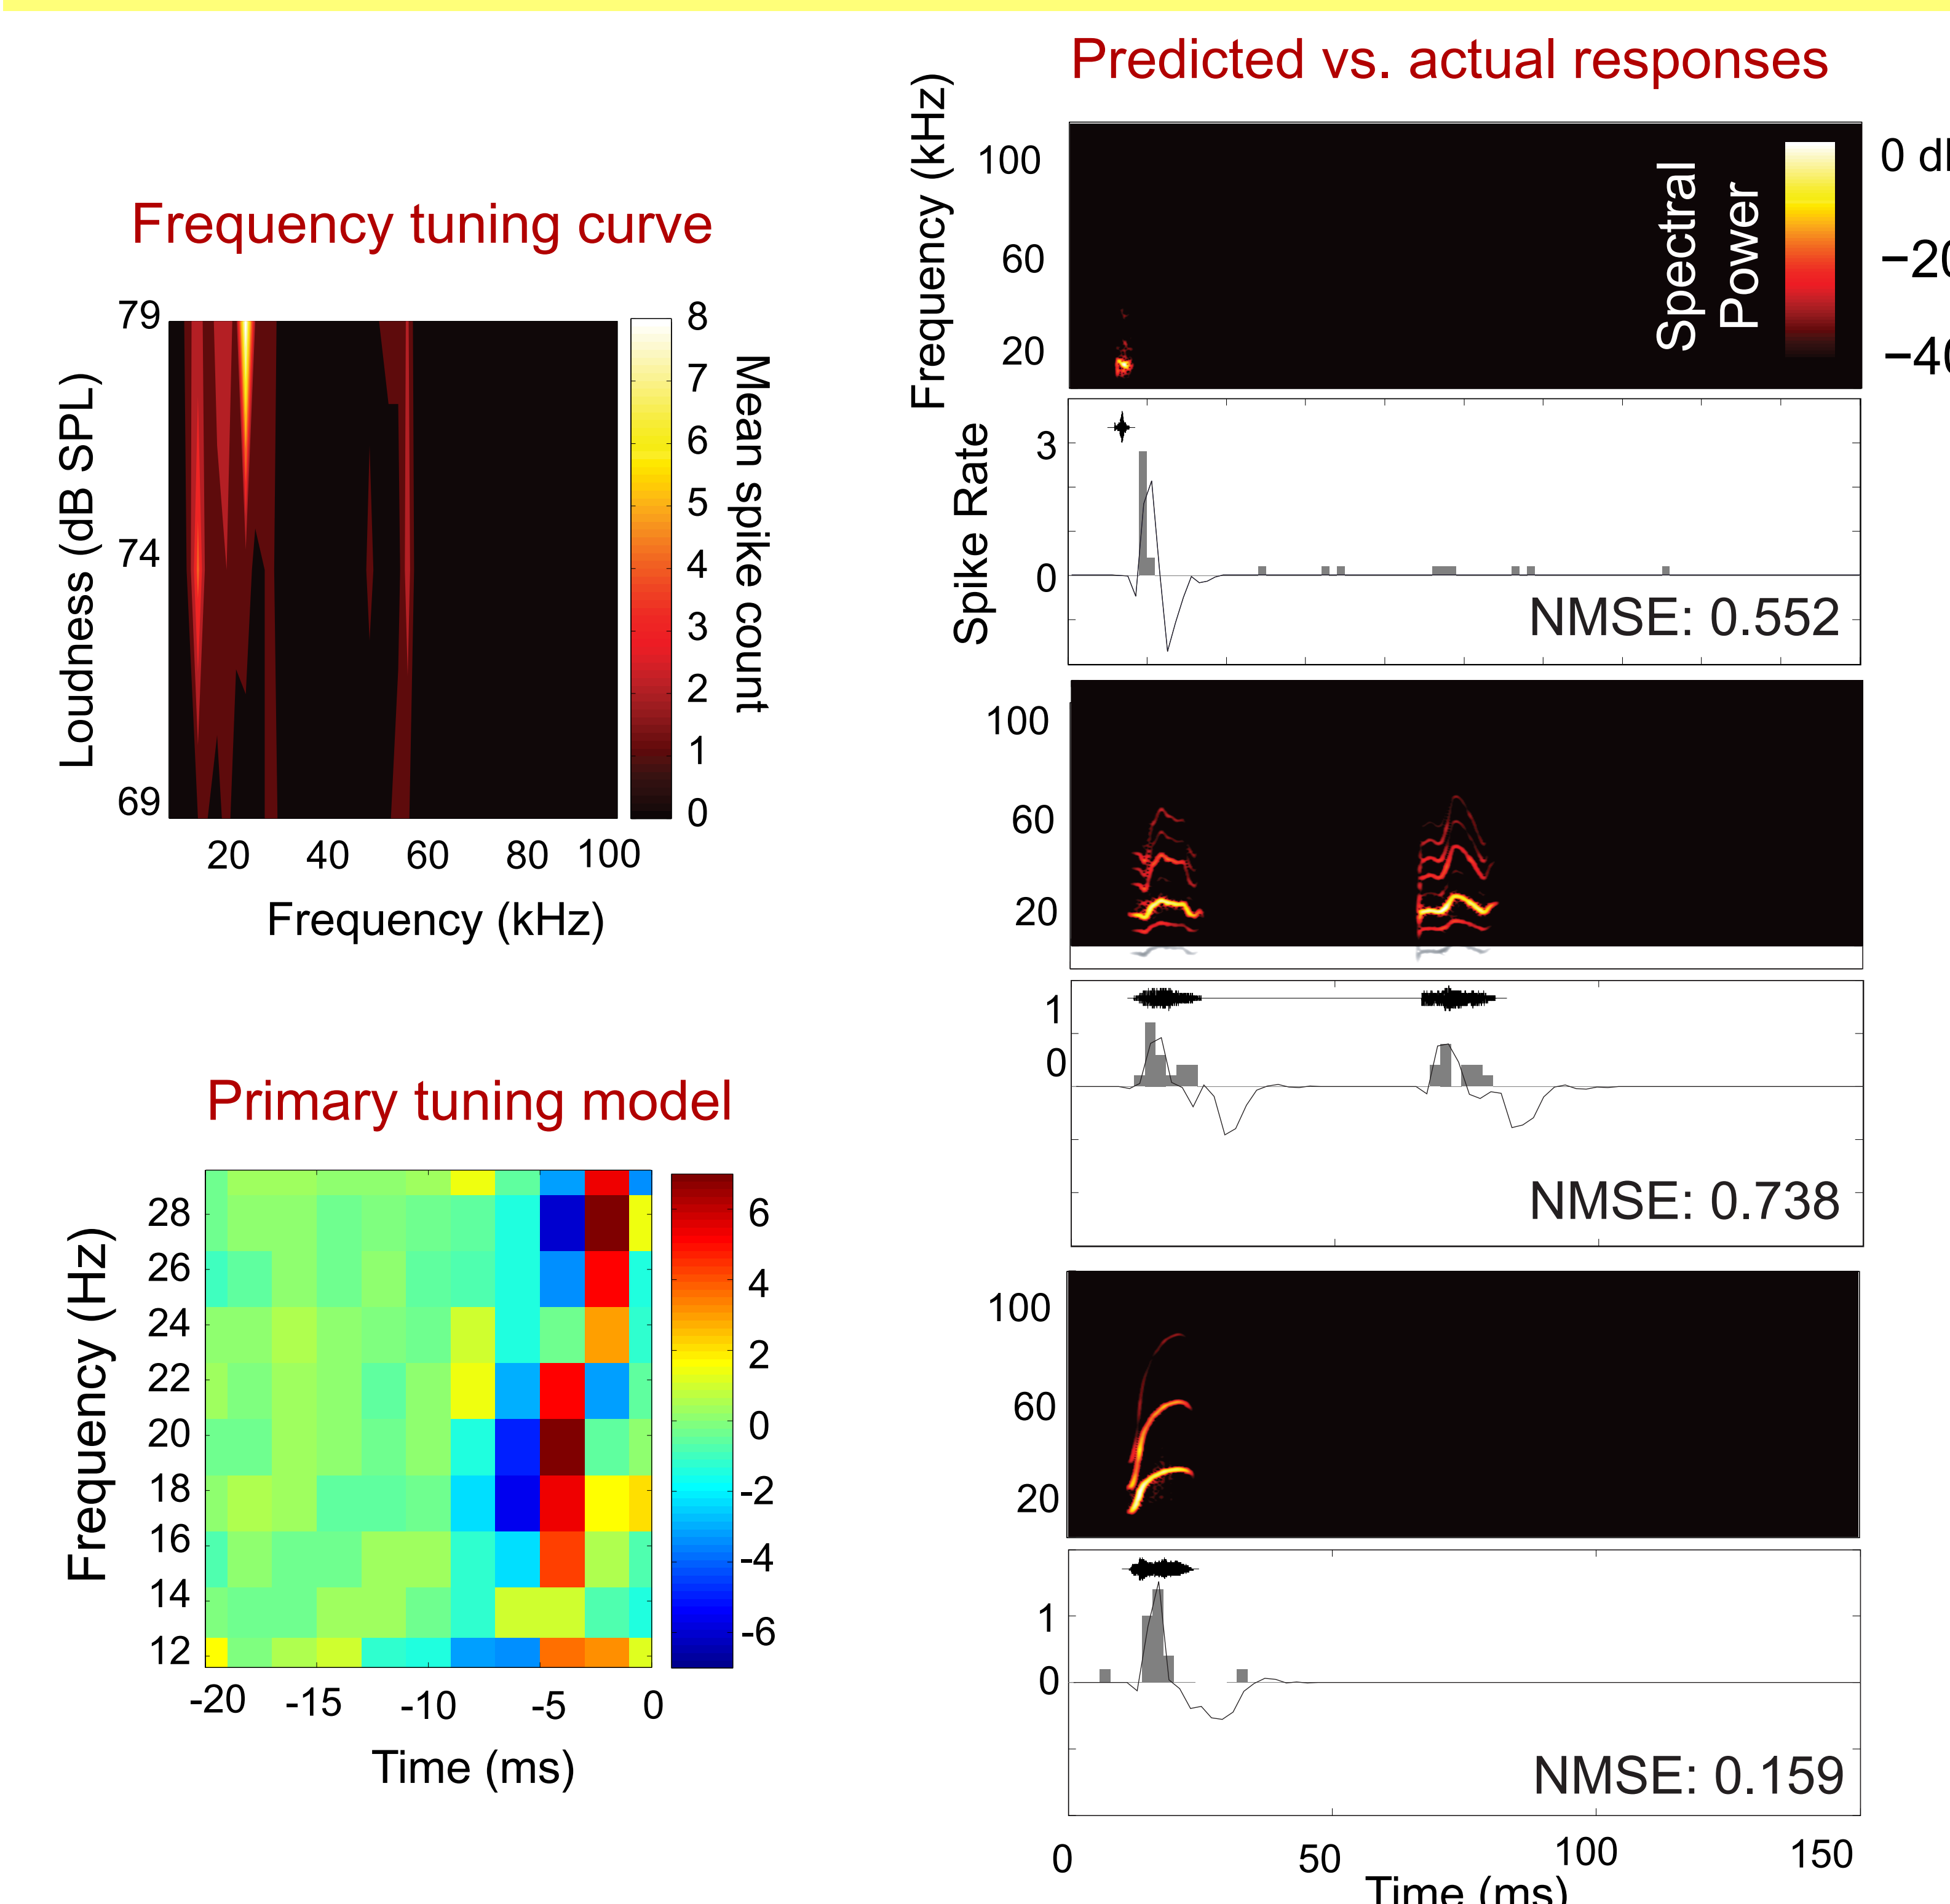 Predicted vs. actual responses
Frequency tuning curve
79
74
69
Loudness (dB SPL)
20 40 60 80 100
Frequency (kHz)
8
7
6
5
4
3
2
1
0
Mean spike count
Primary tuning model
28
26
24
22
20
18
16
14
12
Frequency (Hz)
-20 -15 -10 -5 0
Time (ms)
6
4
2
0
-2
-4
-6
Frequency (kHz)
100
60
20
Spectral
Power
0 d
−20
−40
Spike Rate
3
0
NMSE: 0.552
100
60
20
1
0
NMSE: 0.738
100
60
20
1
0
NMSE: 0.159
0 50 100 150
Time (ms)